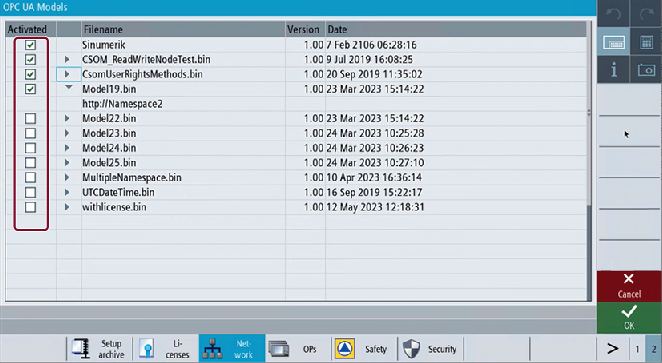 OPC UA Models
Activated Filename Version Date
Sinumerik 1.00 7 Feb 2106 06:28:16
CSOM_ReadWriteNodeTest.bin 1.00 9 Jul 2019 16:08:25
CsomUserRightsMethods.bin 1.00 20 Sep 2019 11:35:02
Model19.bin 1.00 23 Mar 2023 15:14:22
http://Namespace2
Model22.bin 1.00 23 Mar 2023 15:14:22
Model23.bin 1.00 24 Mar 2023 10:25:28
Model24.bin 1.00 24 Mar 2023 10:26:23
Model25.bin 1.00 24 Mar 2023 10:27:10
MultipleNamespace.bin 1.00 10 Apr 2023 16:36:14
UTCDateTime.bin 1.00 16 Sep 2019 15:22:17
withlicense.bin 1.00 12 May 2023 12:18:31
Cancel
OK
Setup
archive
Li-
censes
Net-
work
OPs
Safety
Security
> 1 2